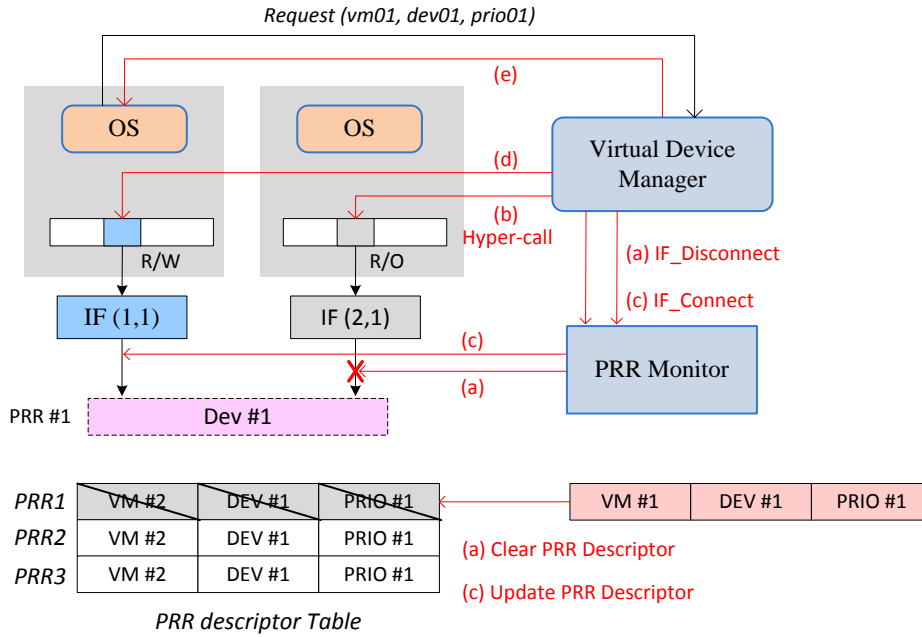 Request (vm01, dev01, prio01)
(e)
OS
OS
Virtual Device
Manager
(d)
(b)
Hyper-call
R/W
R/O
(a) IF_Disconnect
(c) IF_Connect
IF (1,1)
IF (2,1)
(c)
(a)
PRR Monitor
PRR #1
Dev #1
PRR1
VM #2
DEV #1
PRIO #1
VM #1
DEV #1
PRIO #1
PRR2
VM #2
DEV #1
PRIO #1
(a) Clear PRR Descriptor
PRR3
VM #2
DEV #1
PRIO #1
(c) Update PRR Descriptor
PRR descriptor Table